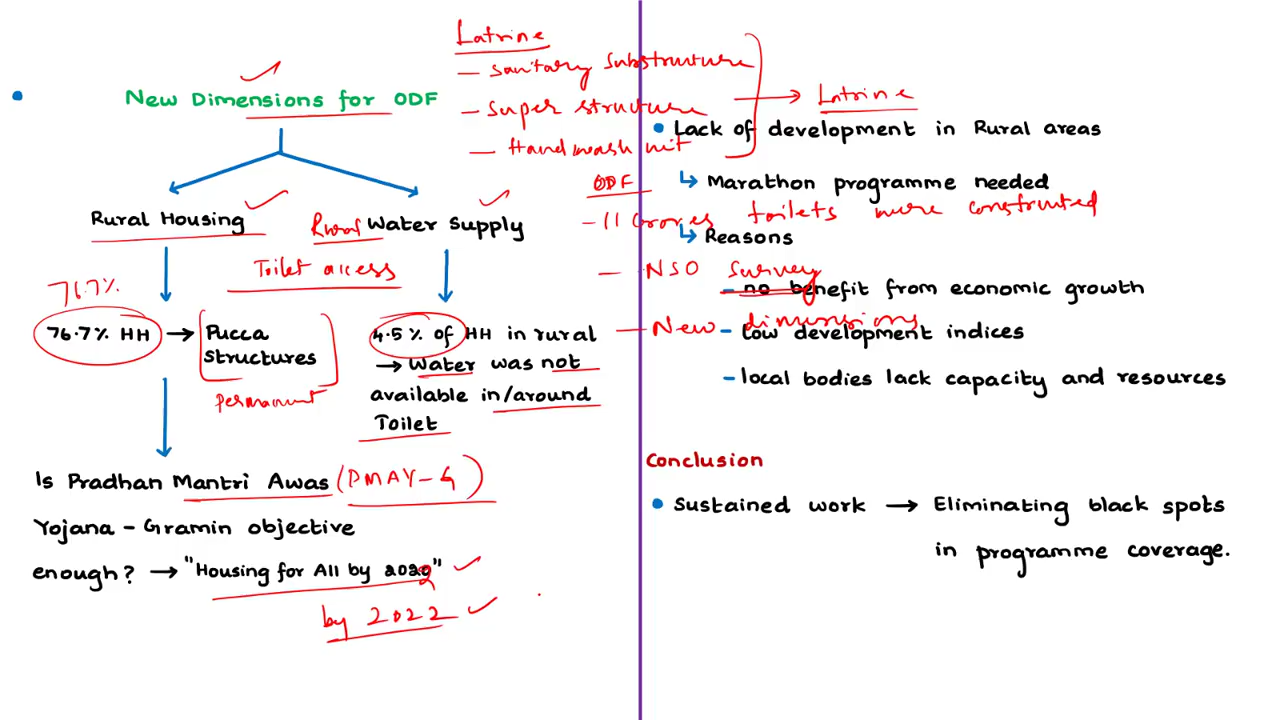 Latrine
- Sanitary Substructure
- Super structure
- Handwash unit
→ Latrine
New Dimensions for ODF
Rural Housing
Rural Water Supply
Toilet access
76.7%
76.7% HH → Pucca
Structures
Permanent
4.5% of HH in rural
→ Water was not
available in/around
Toilet
Is Pradhan Mantri Awas (PMAY-G)
Yojana - Gramin objective
enough? → "Housing for All by 2022"
by 2022
ODF
- 11 crores toilets were constructed
- NSO Survey
- New dimensions
Lack of development in Rural areas
Marathon programme needed
Reasons
- no benefit from economic growth
- low development indices
- local bodies lack capacity and resources
Conclusion
Sustained work → Eliminating black spots
in programme coverage.